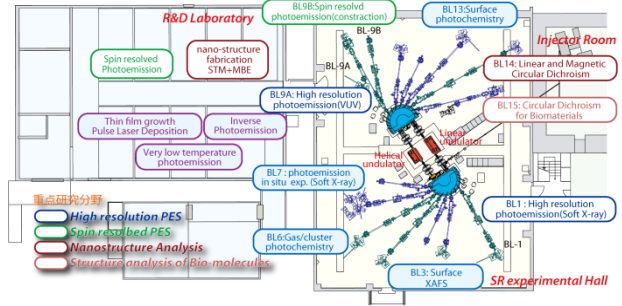 R&D Laboratory
BL9B:Spin resolvd
photoemission(constraction)
BL13:Surface
photochemistry
Injector Room
BL-9B
BL-9A
Spin resolved
Photoemission
nano-structure
fabrication
STM+MBE
BL14: Linear and Magnetic
Circular Dichroism
BL9A: High resolution
photoemission(VUV)
BL15: Circular Dichroism
for Biomaterials
Thin film growth
Pulse Laser Deposition
Inverse
Photoemission
Linear
undulator
Helical
undulator
Very low temperature
photoemission
BL7 : photoemission
in situ exp. (Soft X-ray)
重点研究分野
High resolution PES
Spin resolbed PES
Nanostructure Analysis
Structure analysis of Bio-molecules
BL1 : High resolution
photoemission(Soft X-ray)
BL6:Gas/cluster
photochemistry
BL-1
BL3: Surface
XAFS
SR experimental Hall